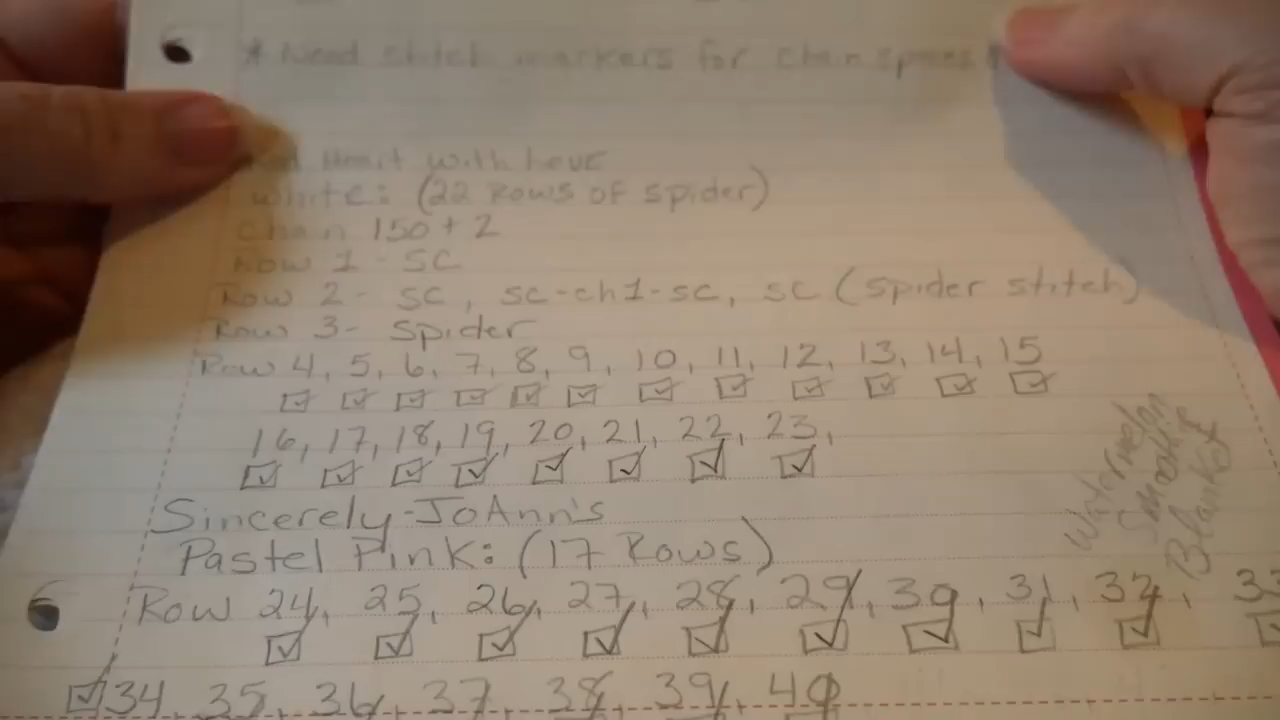 * Need stitch markers for
Heart with Love
White: (22 Rows of spider)
Chain 150 + 2
Row 1 - SC
Row 2 - SC, SC-ch1-SC, SC (spider stitch)
Row 3 - Spider
Row 4, 5, 6, 7, 8, 9, 10, 11, 12, 13, 14, 15
16, 17, 18, 19, 20, 21, 22, 23,
Sincerely-JoAnn's
Pastel Pink: (17 Rows)
Row 24, 25, 26, 27, 28, 29, 30, 31, 32,
34, 35, 36, 37, 38, 39, 40
Blanket